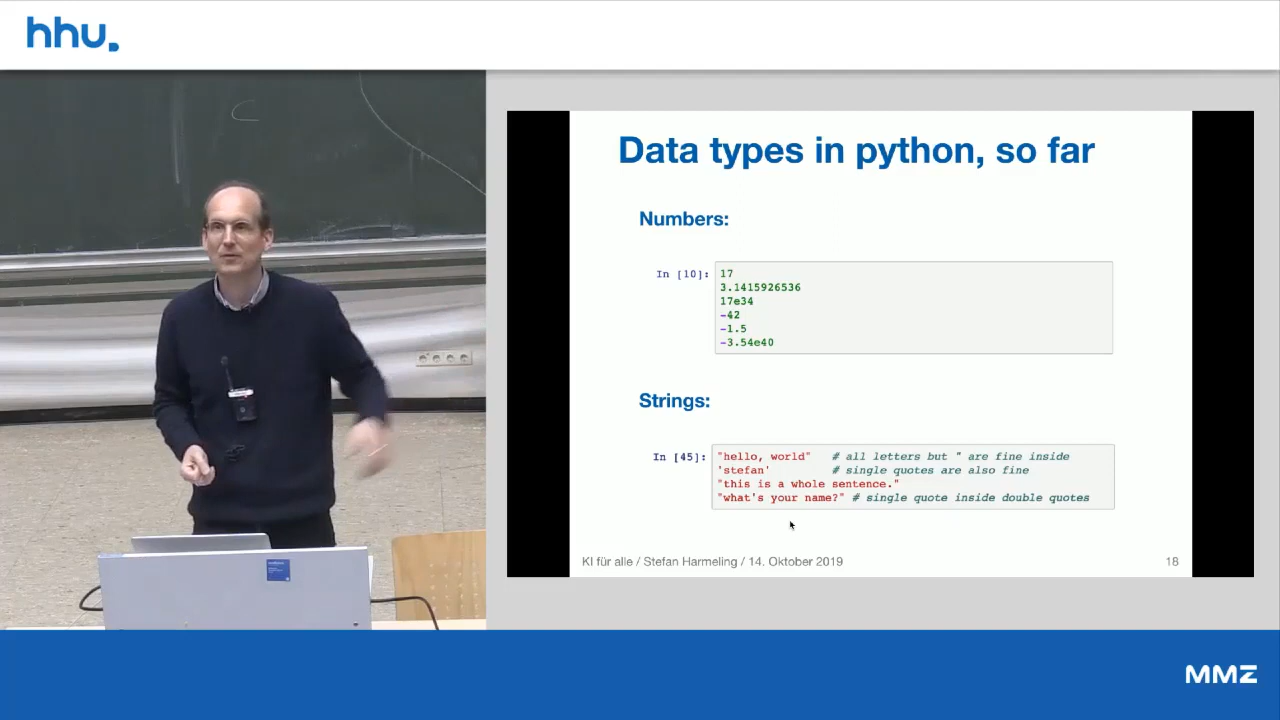 hhu.
Data types in python, so far
Numbers:
In [10]: 17
3.1415926536
17e34
-42
-1.5
-3.54e40
Strings:
In [45]: "hello, world" # all letters but " are fine inside
'stefan' # single quotes are also fine
"this is a whole sentence."
"what's your name?" # single quote inside double quotes
KI für alle / Stefan Harmeling / 14. Oktober 2019
18
MMZ